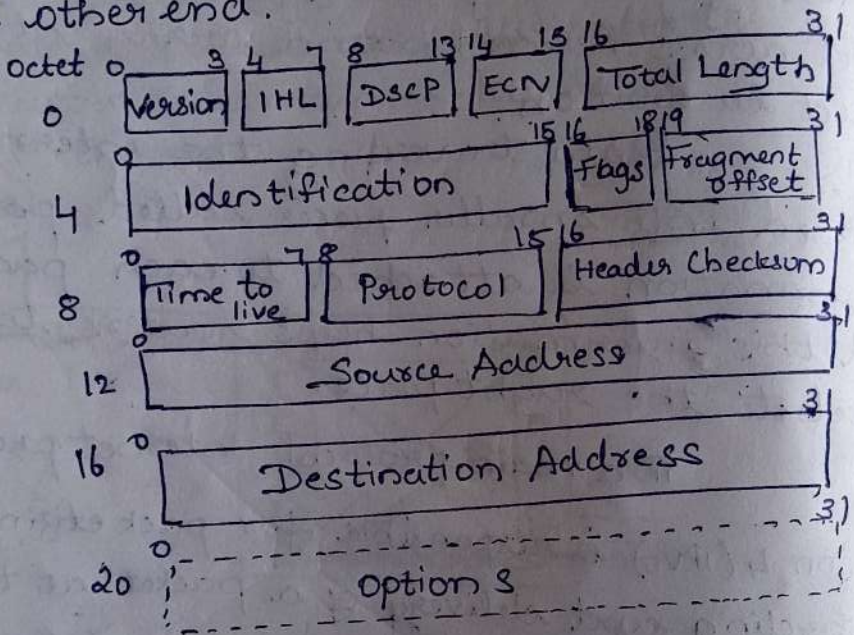 other end.
octet 0 3 4 7 8 13 14 15 16 31
0 Version IHL DSCP ECN Total Length
0 15 16 18 19 31
4 Identification Flags Fragment offset
0 7 8 15 16 31
8 Time to live Protocol Header Checksum
0 31
12 Source Address
0 31
16 Destination Address
0 31
20 options